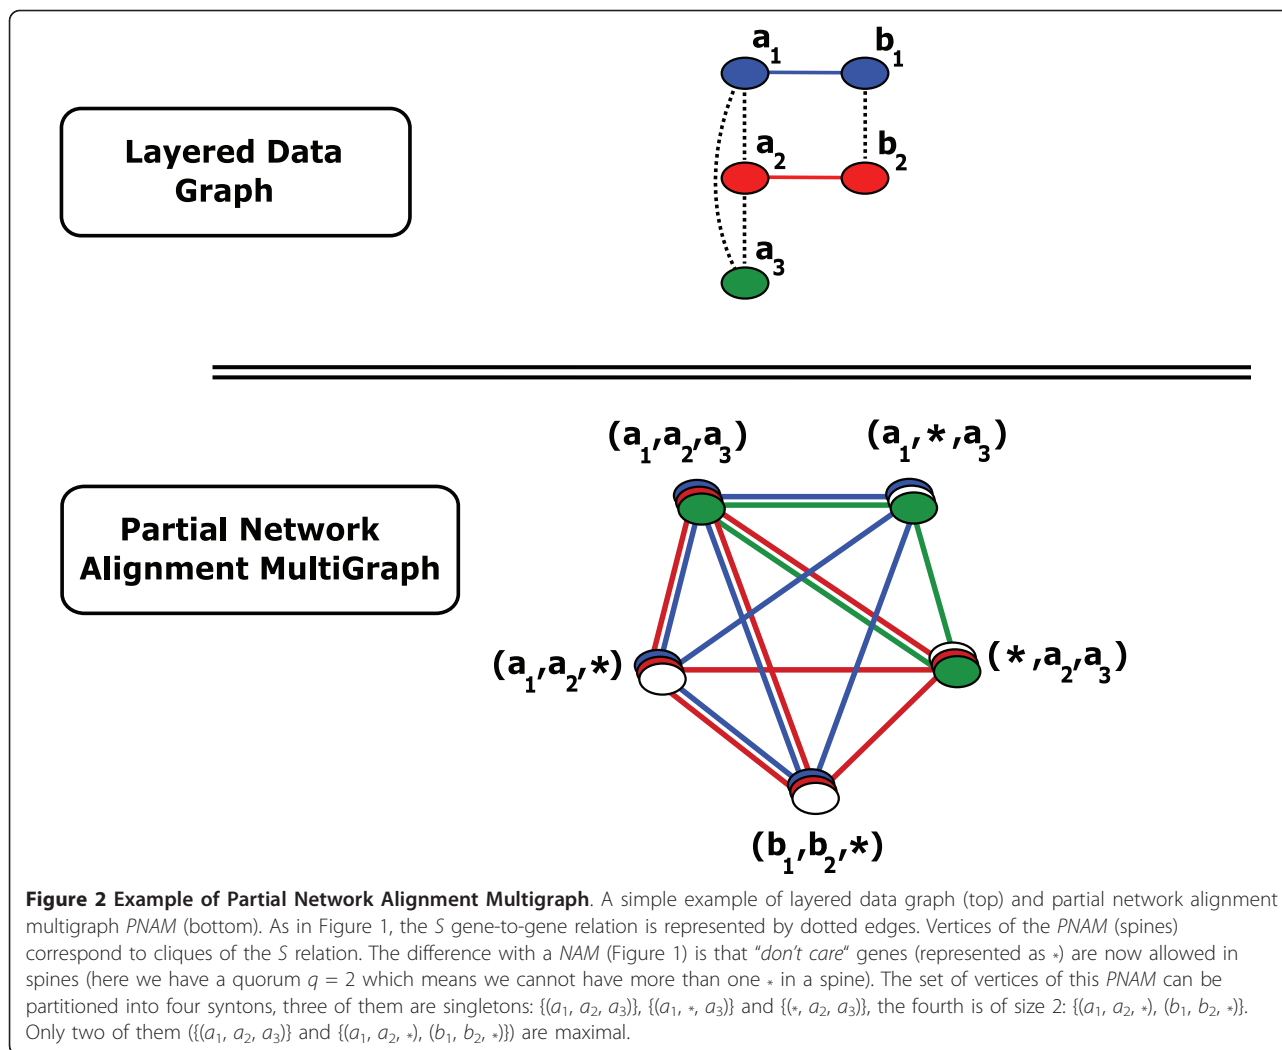 a₁ b₁
Layered Data
Graph
a₂ b₂
a₃
(a₁,a₂,a₃) (a₁,*,a₃)
Partial Network
Alignment MultiGraph
(a₁,a₂,*) (*,a₂,a₃)
(b₁,b₂,*)
Figure 2 Example of Partial Network Alignment Multigraph. A simple example of layered data graph (top) and partial network alignment
multigraph PNAM (bottom). As in Figure 1, the S gene-to-gene relation is represented by dotted edges. Vertices of the PNAM (spines)
correspond to cliques of the S relation. The difference with a NAM (Figure 1) is that "don't care" genes (represented as *) are now allowed in
spines (here we have a quorum q = 2 which means we cannot have more than one * in a spine). The set of vertices of this PNAM can be
partitioned into four syntons, three of them are singletons: {(a₁, a₂, a₃)}, {(a₁, *, a₃)} and {(*, a₂, a₃)}, the fourth is of size 2: {(a₁, a₂, *), (b₁, b₂, *)}.
Only two of them ({(a₁, a₂, a₃)} and {(a₁, a₂, *), (b₁, b₂, *)}) are maximal.